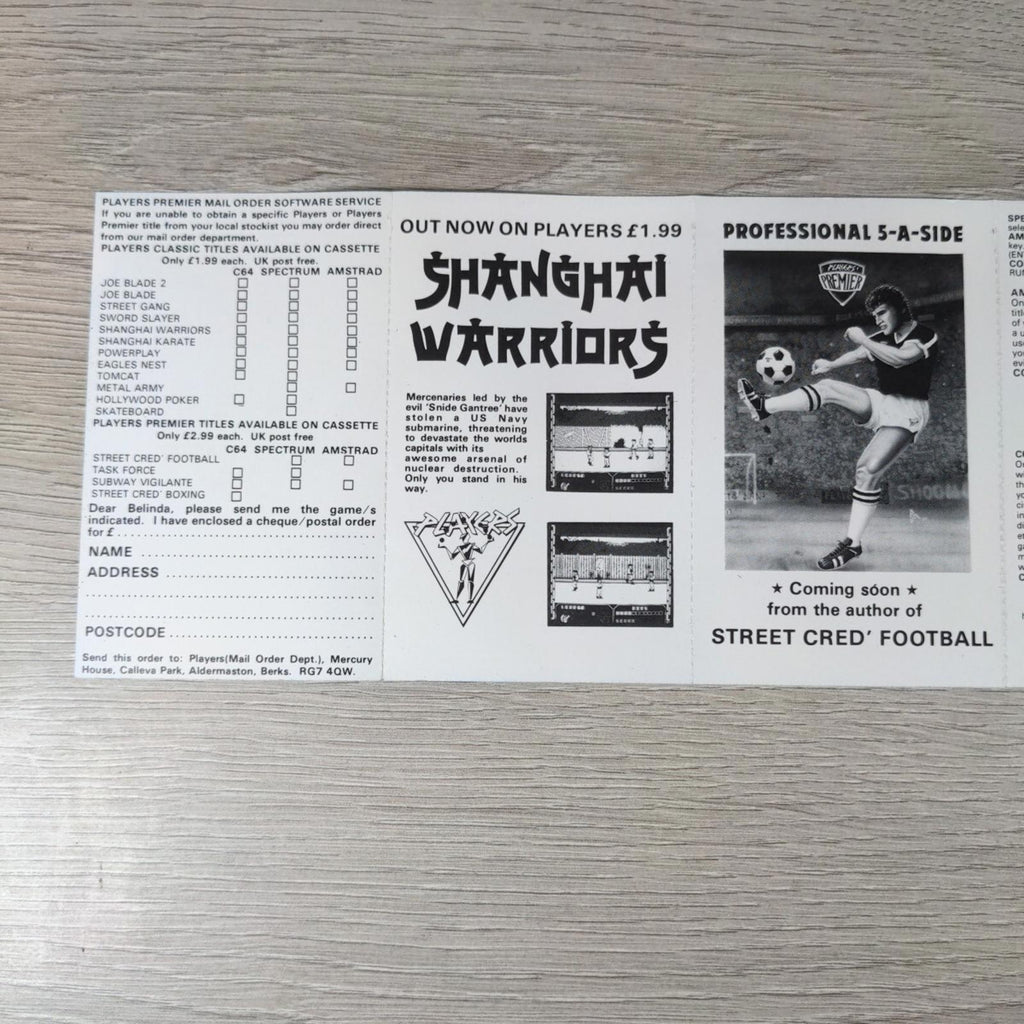 PLAYERS PREMIER MAIL ORDER SOFTWARE SERVICE
If you are unable to obtain a specific Players or Players
Premier title from your local stockist you may order direct
from our mail order department.
PLAYERS CLASSIC TITLES AVAILABLE ON CASSETTE
Only £1.99 each. UK post free.
C64 SPECTRUM AMSTRAD
JOE BLADE 2
JOE BLADE
STREET GANG
SWORD SLAYER
SHANGHAI WARRIORS
SHANGHAI KARATE
POWERPLAY
EAGLES NEST
TOMCAT
METAL ARMY
HOLLYWOOD POKER
SKATEBOARD
PLAYERS PREMIER TITLES AVAILABLE ON CASSETTE
Only £2.99 each. UK post free
C64 SPECTRUM AMSTRAD
STREET CRED' FOOTBALL
TASK FORCE
SUBWAY VIGILANTE
STREET CRED' BOXING
Dear Belinda, please send me the game/s
indicated. I have enclosed a cheque/postal order
for £
NAME
ADDRESS
POSTCODE
Send this order to: Players(Mail Order Dept.), Mercury
House, Calleva Park, Aldermaston, Berks. RG7 4QW.
OUT NOW ON PLAYERS £1.99
SHANGHAI
WARRIORS
Mercenaries led by the
evil 'Snide Gantree' have
stolen a US Navy
submarine, threatening
to devastate the worlds
capitals with its
awesome arsenal of
nuclear destruction.
Only you stand in his
way.
PLAYERS
PROFESSIONAL 5-A-SIDE
PLAYERS
PREMIER
★ Coming sóon ★
from the author of
STREET CRED' FOOTBALL